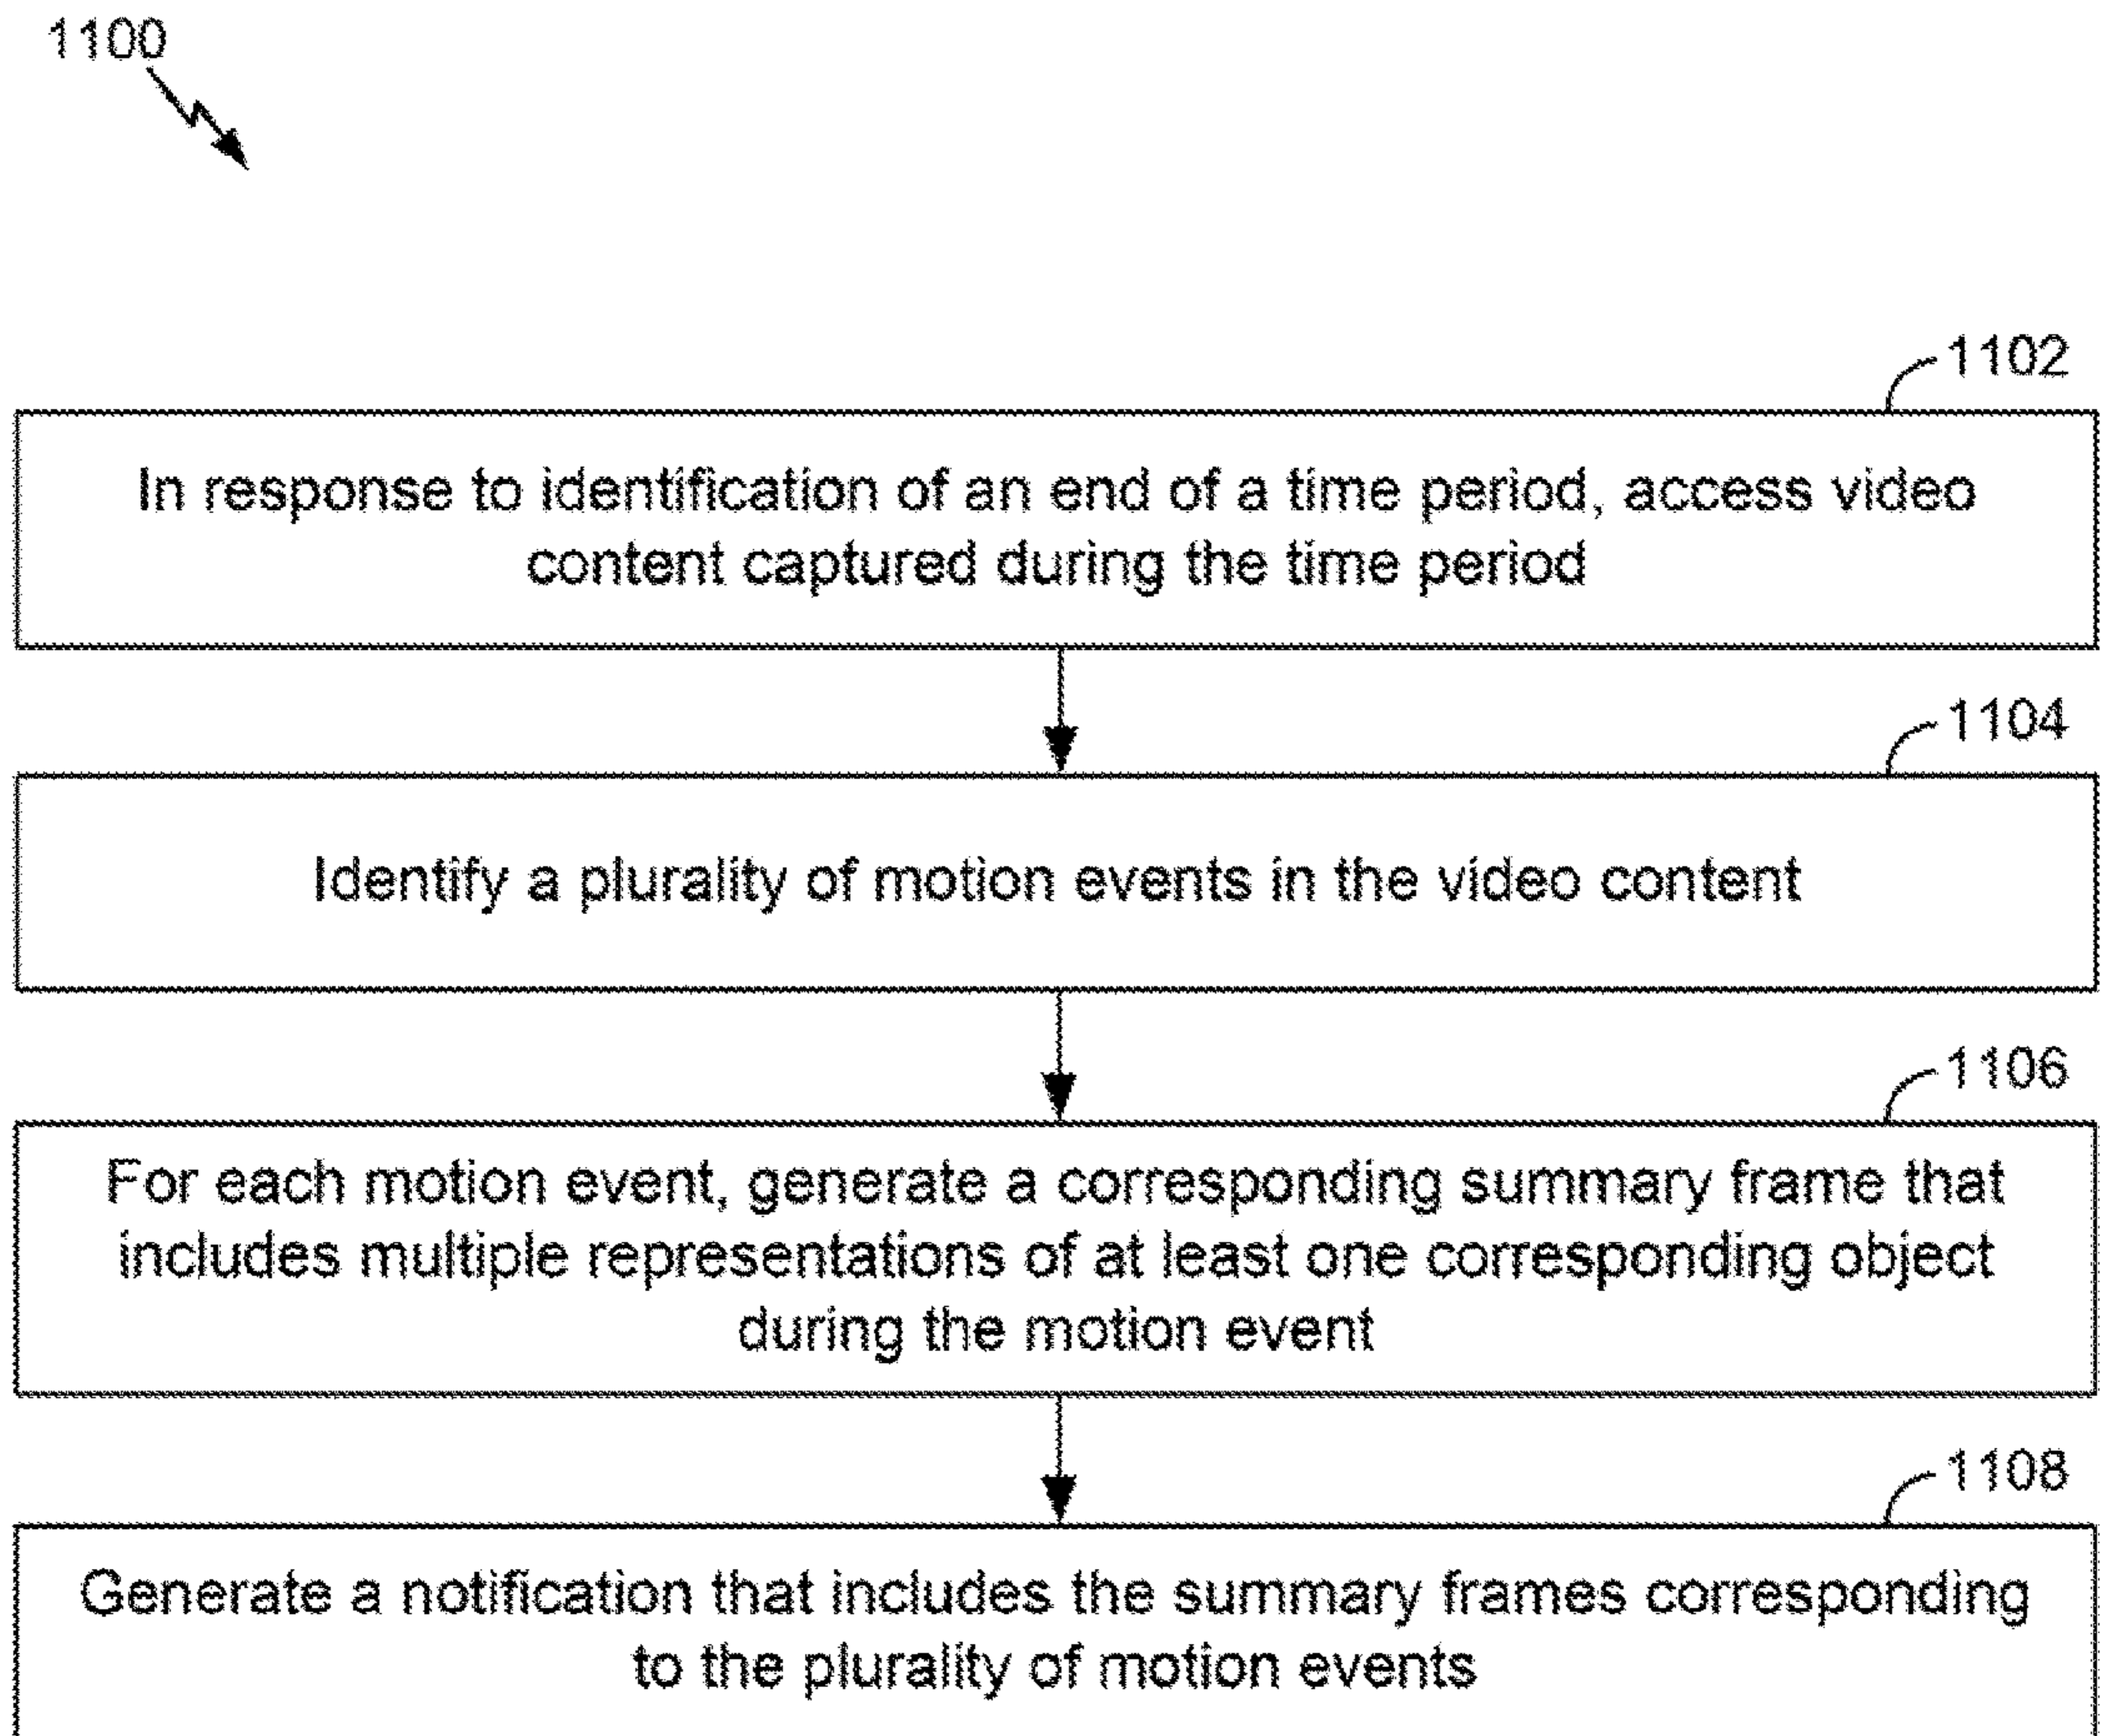 1100
1102
In response to identification of an end of a time period, access video
content captured during the time period
1104
Identify a plurality of motion events in the video content
1106
For each motion event, generate a corresponding summary frame that
includes multiple representations of at least one corresponding object
during the motion event
1108
Generate a notification that includes the summary frames corresponding
to the plurality of motion events